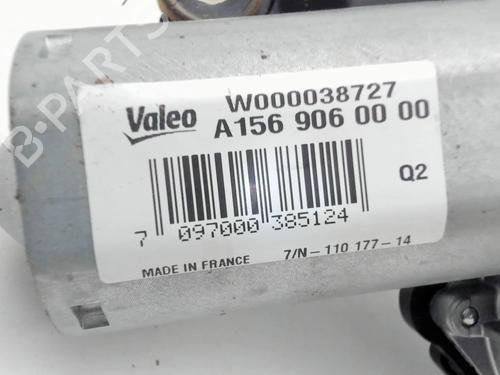 B-PARTS
Valeo
W000038727
A156 906 00 00
Q2
7 097000 385124
MADE IN FRANCE 7/N-110 177-14